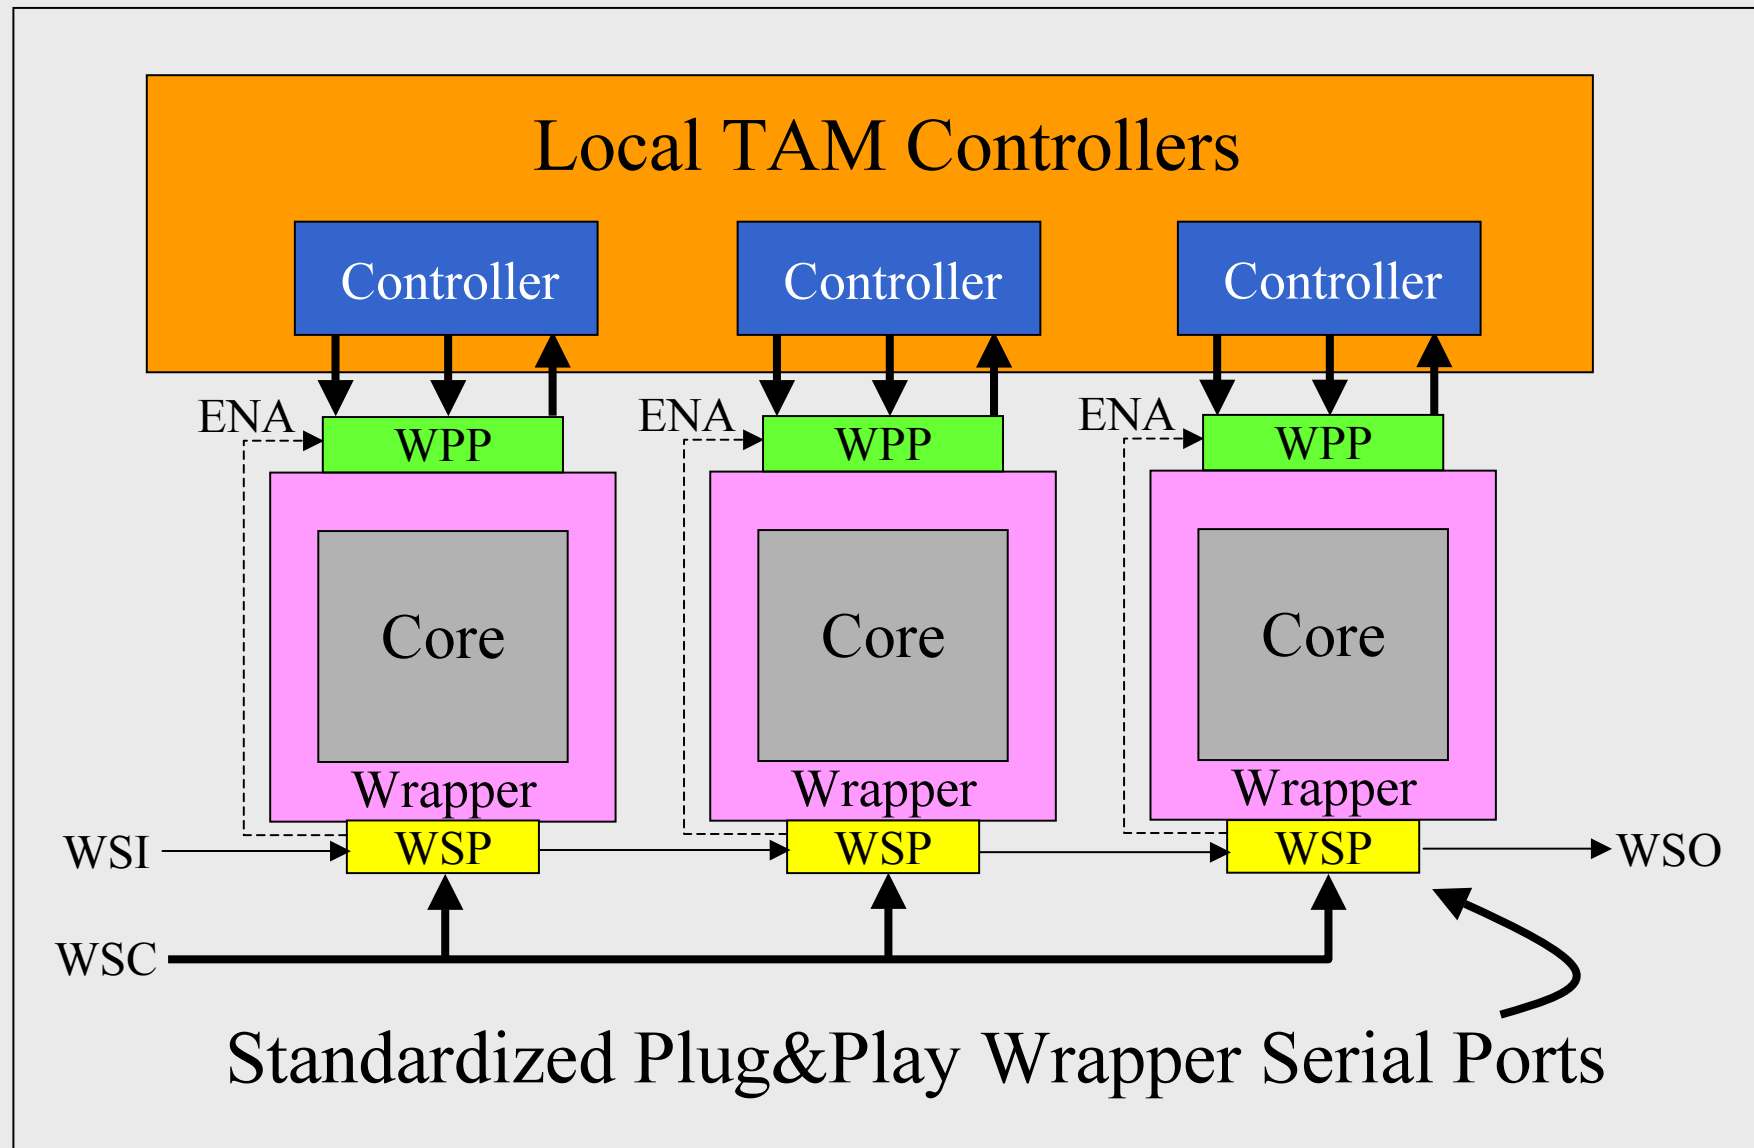 Local TAM Controllers
Controller Controller Controller
ENA ENA ENA
WPP WPP WPP
Core Core Core
Wrapper Wrapper Wrapper
WSI WSP WSP WSP WSO
WSC
Standardized Plug&Play Wrapper Serial Ports